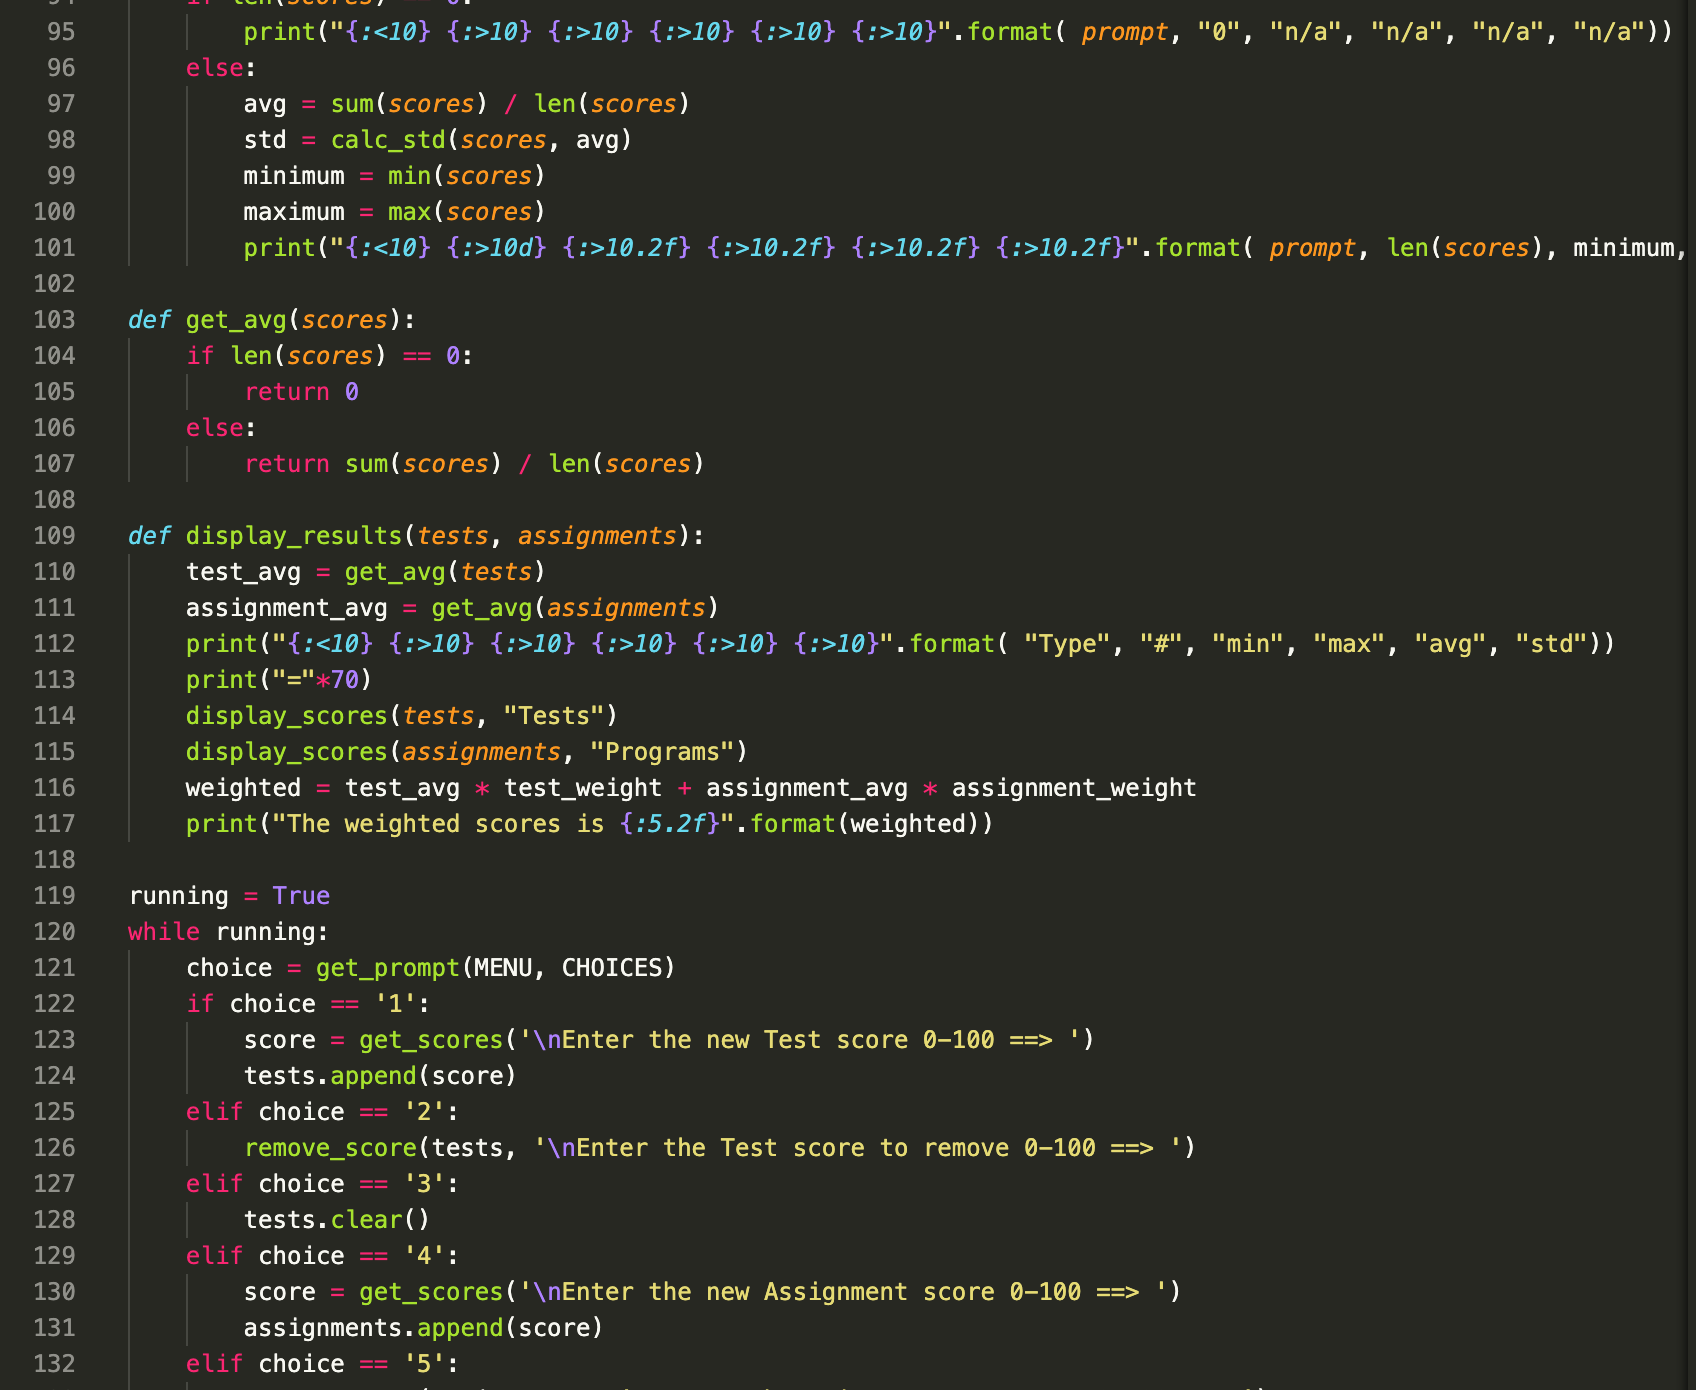 95 print("{:<10} {:>10} {:>10} {:>10} {:>10} {:>10}".format( prompt, "0", "n/a", "n/a", "n/a", "n/a"))
96 else:
97 avg = sum(scores) / len(scores)
98 std = calc_std(scores, avg)
99 minimum = min(scores)
100 maximum = max(scores)
101 print("{:<10} {:>10d} {:>10.2f} {:>10.2f} {:>10.2f} {:>10.2f}".format( prompt, len(scores), minimum,
102
103 def get_avg(scores):
104 if len(scores) == 0:
105 return 0
106 else:
107 return sum(scores) / len(scores)
108
109 def display_results(tests, assignments):
110 test_avg = get_avg(tests)
111 assignment_avg = get_avg(assignments)
112 print("{:<10} {:>10} {:>10} {:>10} {:>10} {:>10}".format( "Type", "#", "min", "max", "avg", "std"))
113 print("="*70)
114 display_scores(tests, "Tests")
115 display_scores(assignments, "Programs")
116 weighted = test_avg * test_weight + assignment_avg * assignment_weight
117 print("The weighted scores is {:5.2f}".format(weighted))
118
119 running = True
120 while running:
121 choice = get_prompt(MENU, CHOICES)
122 if choice == '1':
123 score = get_scores('\nEnter the new Test score 0-100 ==> ')
124 tests.append(score)
125 elif choice == '2':
126 remove_score(tests, '\nEnter the Test score to remove 0-100 ==> ')
127 elif choice == '3':
128 tests.clear()
129 elif choice == '4':
130 score = get_scores('\nEnter the new Assignment score 0-100 ==> ')
131 assignments.append(score)
132 elif choice == '5':